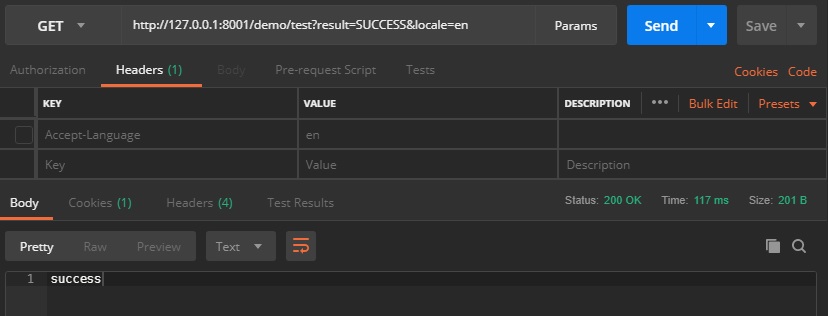 GET http://127.0.0.1:8001/demo/test?result=SUCCESS&locale=en Params Send Save
Authorization Headers (1) Body Pre-request Script Tests Cookies Code
KEY VALUE DESCRIPTION ••• Bulk Edit Presets
Accept-Language en
Key Value Description
Body Cookies (1) Headers (4) Test Results Status: 200 OK Time: 117 ms Size: 201 B
Pretty Raw Preview Text
1 success